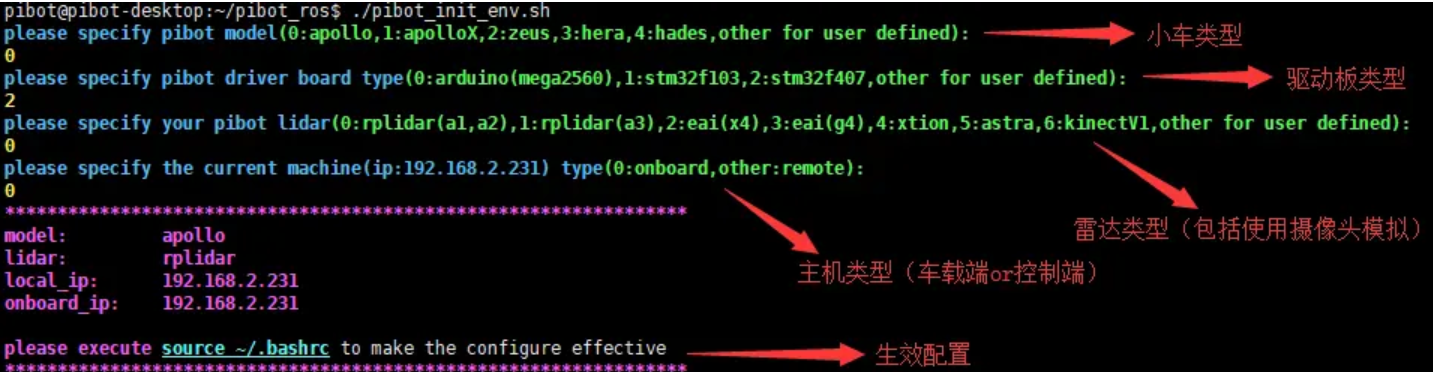 pibot@pibot-desktop:~/pibot_ros$ ./pibot_init_env.sh
please specify pibot model(0:apollo,1:apolloX,2:zeus,3:hera,4:hades,other for user defined):
小车类型
0
please specify pibot driver board type(0:arduino(mega2560),1:stm32f103,2:stm32f407,other for user defined):
驱动板类型
2
please specify your pibot lidar(0:rplidar(a1,a2),1:rplidar(a3),2:eai(x4),3:eai(g4),4:xtion,5:astra,6:kinectV1,other for user defined):
0
please specify the current machine(ip:192.168.2.231) type(0:onboard,other:remote):
0
*****************************************************************
model: apollo
雷达类型（包括使用摄像头模拟）
lidar: rplidar
主机类型（车载端or控制端）
local_ip: 192.168.2.231
onboard_ip: 192.168.2.231
please execute source ~/.bashrc to make the configure effective
生效配置
*****************************************************************